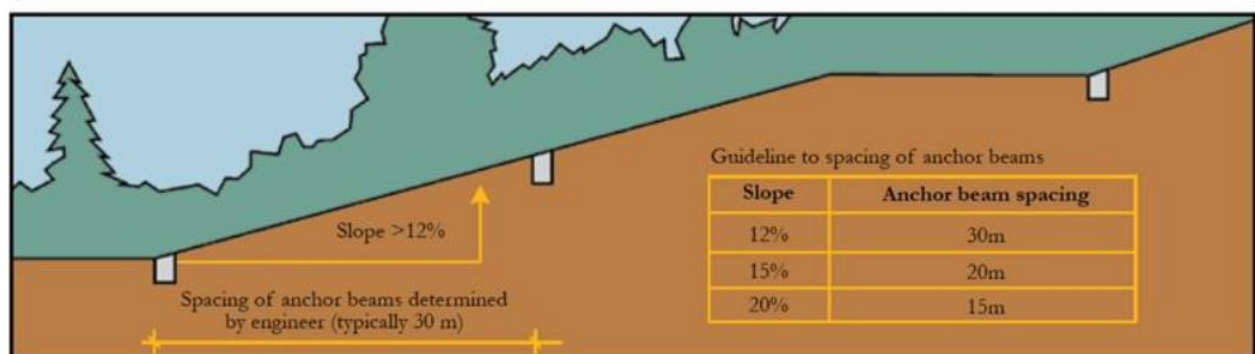 Guideline to spacing of anchor beams
Slope Anchor beam spacing
12% 30m
15% 20m
20% 15m
Slope >12%
Spacing of anchor beams determined
by engineer (typically 30 m)